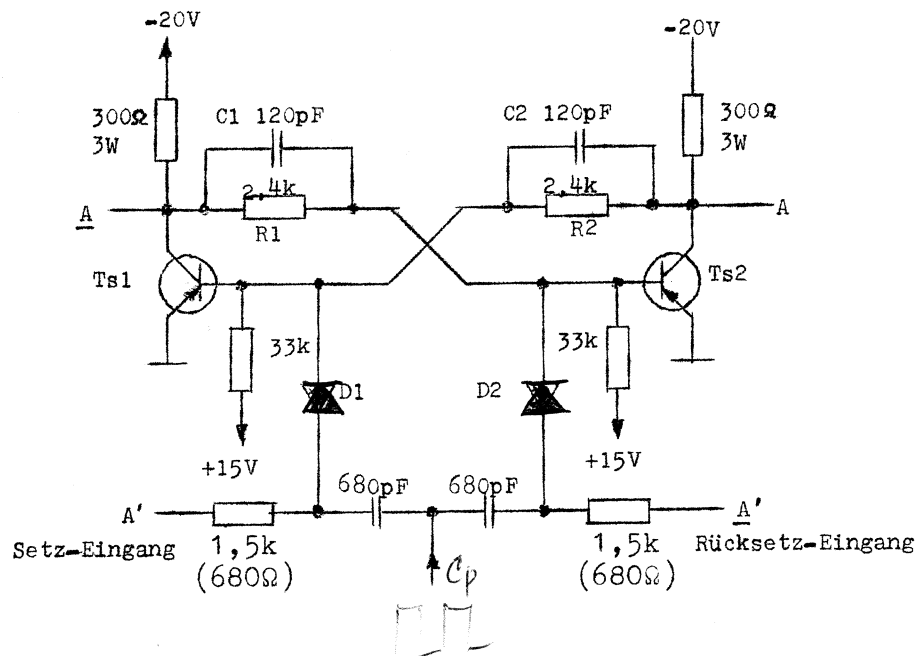 -20V
-20V
300Ω
3W
C1 120pF
C2 120pF
300Ω
3W
2,4k
2,4k
A
R1
R2
A
Ts1
Ts2
33k
33k
D1
D2
+15V
+15V
680pF
680pF
A'
A'
Setz-Eingang
1,5k
(680Ω)
1,5k
(680Ω)
Rücksetz-Eingang
Cp